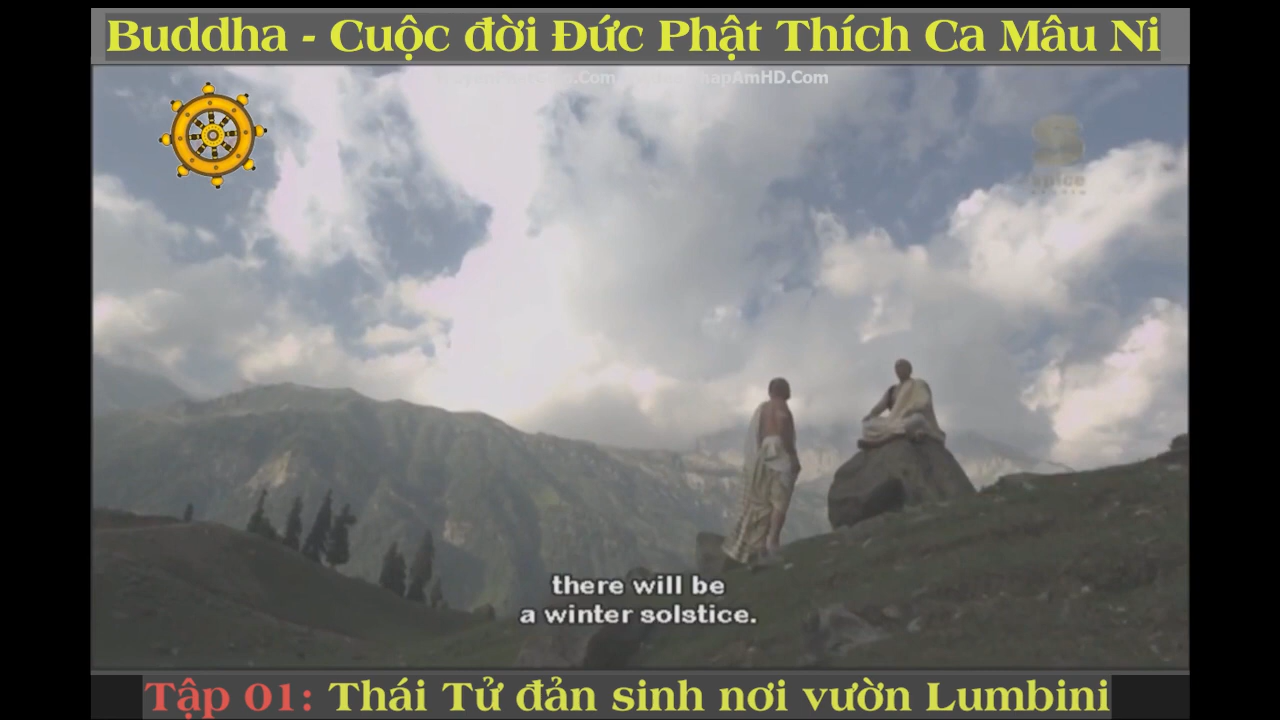 Buddha - Cuộc đời Đức Phật Thích Ca Mâu Ni
there will be
a winter solstice.
Tập 01: Thái Tử đản sinh nơi vườn Lumbini